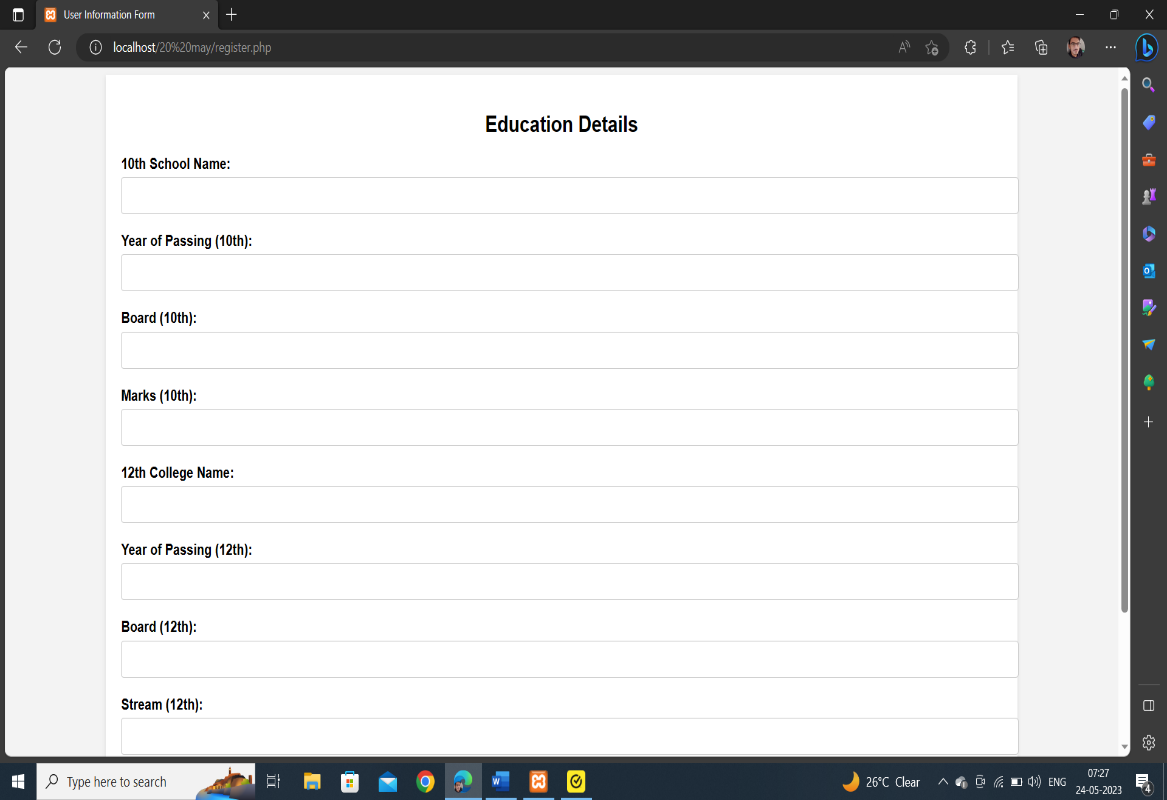 User Information Form
localhost/20%20may/register.php
Education Details
10th School Name:
Year of Passing (10th):
Board (10th):
Marks (10th):
12th College Name:
Year of Passing (12th):
Board (12th):
Stream (12th):
Type here to search
26°C Clear
ENG
07:27
24-05-2023
4